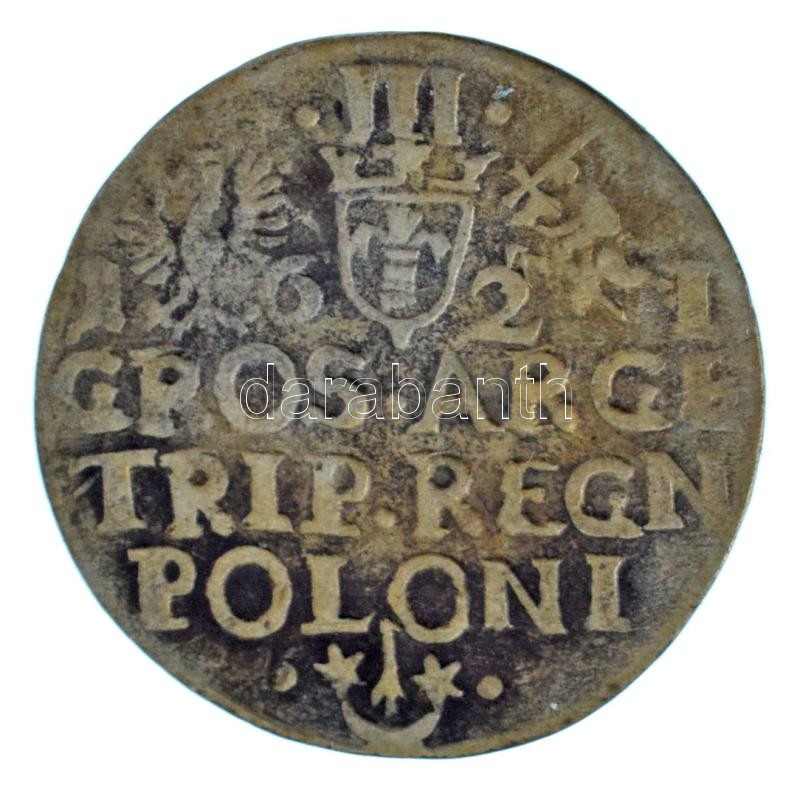 · III ·
1 6 2 1
GROS·ARGE
TRIP·REGN
POLONI
darabanth